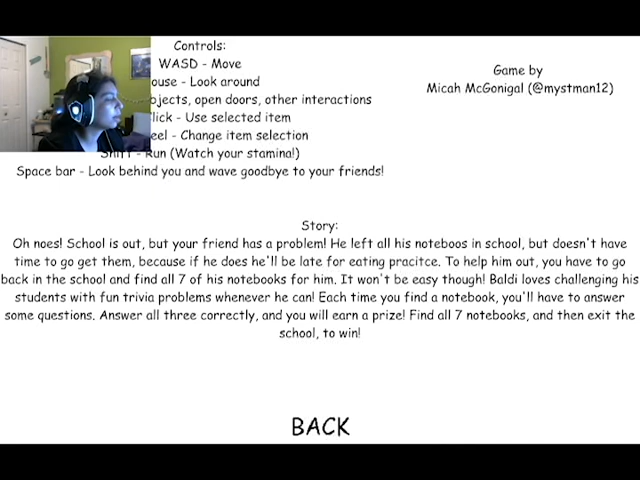 Controls:
WASD - Move
ouse - Look around
bjects, open doors, other interactions
lick - Use selected item
eel - Change item selection
Shift - Run (Watch your stamina!)
Space bar - Look behind you and wave goodbye to your friends!
Game by
Micah McGonigal (@mystman12)
Story:
Oh noes! School is out, but your friend has a problem! He left all his noteboos in school, but doesn't have
time to go get them, because if he does he'll be late for eating pracitce. To help him out, you have to go
back in the school and find all 7 of his notebooks for him. It won't be easy though! Baldi loves challenging his
students with fun trivia problems whenever he can! Each time you find a notebook, you'll have to answer
some questions. Answer all three correctly, and you will earn a prize! Find all 7 notebooks, and then exit the
school, to win!
BACK